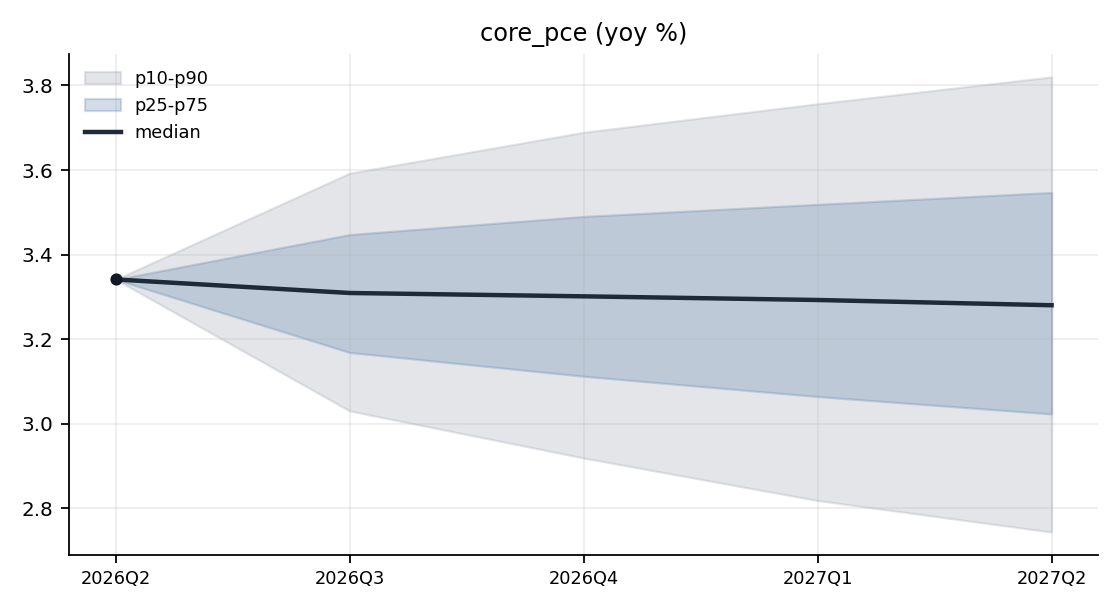 core_pce (yoy %)
p10-p90
p25-p75
median
3.8
3.6
3.4
3.2
3.0
2.8
2026Q2
2026Q3
2026Q4
2027Q1
2027Q2